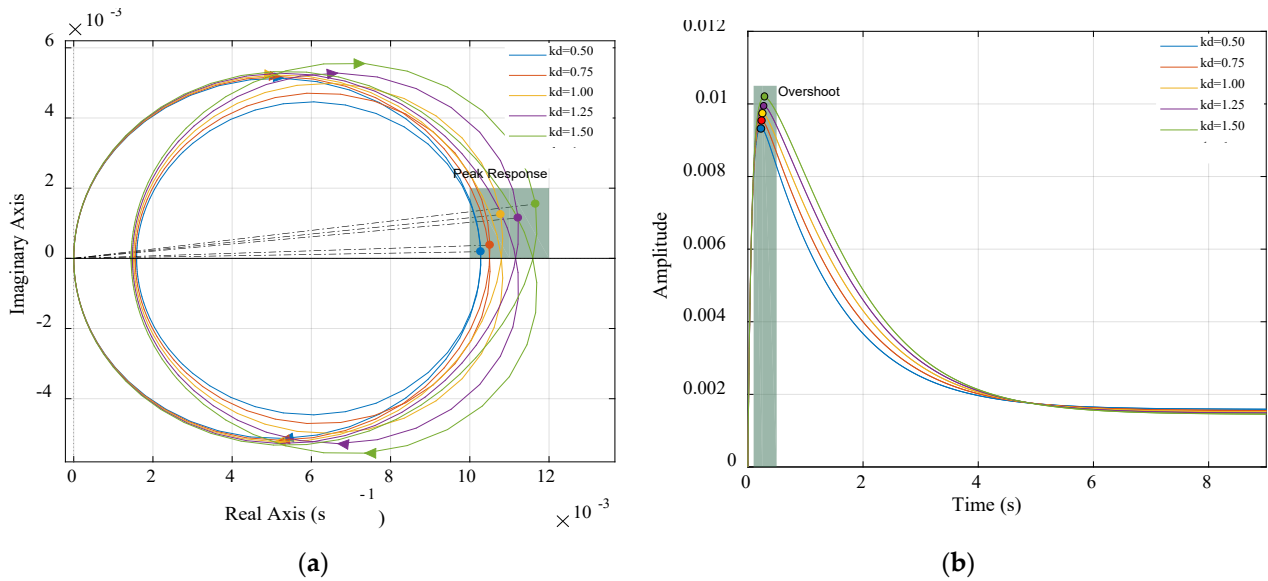 × 10 -3
6
4
2
0
-2
-4
Imaginary Axis
kd=0.50
kd=0.75
kd=1.00
kd=1.25
kd=1.50
Peak Response
0 2 4 6 8 10 12
Real Axis (s -1 )
× 10 -3
(a)
0.012
0.01
0.008
0.006
0.004
0.002
0
Amplitude
kd=0.50
kd=0.75
kd=1.00
kd=1.25
kd=1.50
Overshoot
0 2 4 6 8
Time (s)
(b)